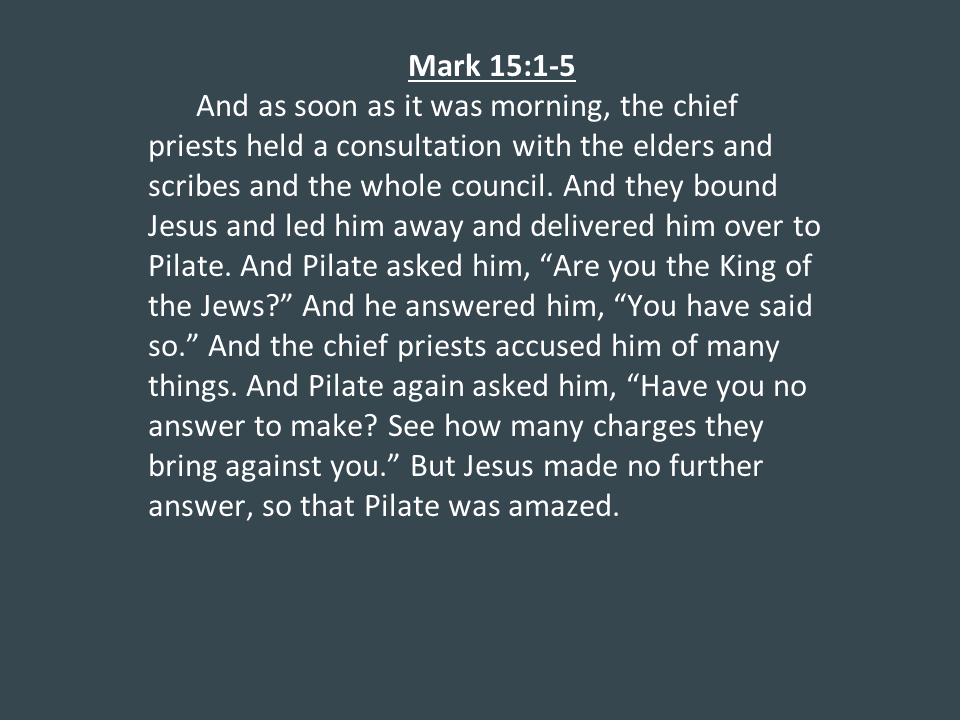 Mark 15:1-5
And as soon as it was morning, the chief
priests held a consultation with the elders and
scribes and the whole council. And they bound
Jesus and led him away and delivered him over to
Pilate. And Pilate asked him, “Are you the King of
the Jews?” And he answered him, “You have said
so.” And the chief priests accused him of many
things. And Pilate again asked him, “Have you no
answer to make? See how many charges they
bring against you.” But Jesus made no further
answer, so that Pilate was amazed.